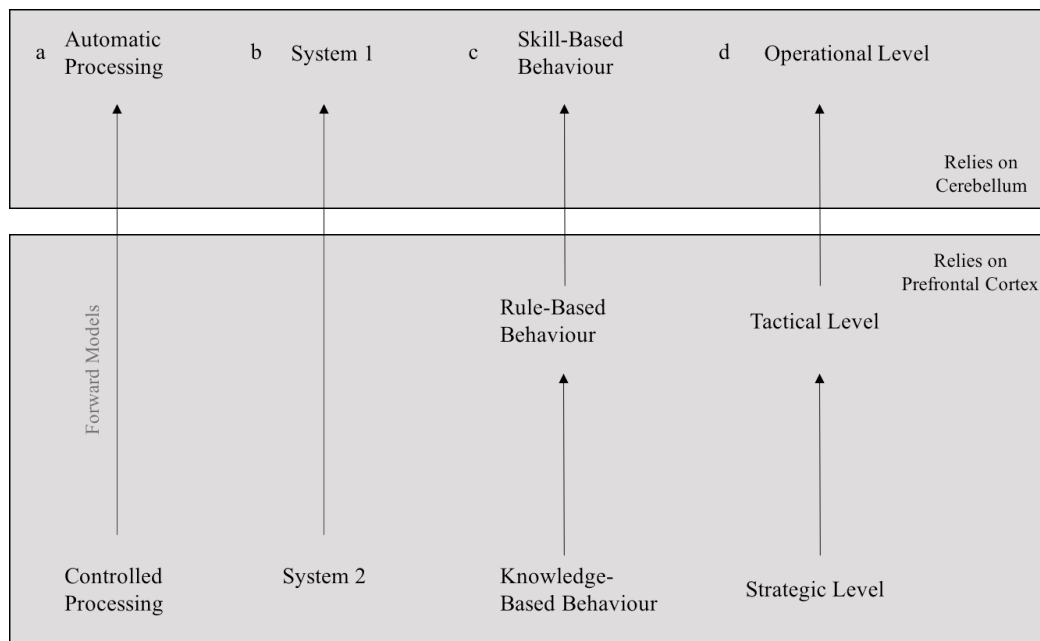 a
Automatic
Processing
b
System 1
c
Skill-Based
Behaviour
d
Operational Level
Relies on
Cerebellum
Relies on
Prefrontal Cortex
Forward Models
Rule-Based
Behaviour
Tactical Level
Controlled
Processing
System 2
Knowledge-
Based Behaviour
Strategic Level